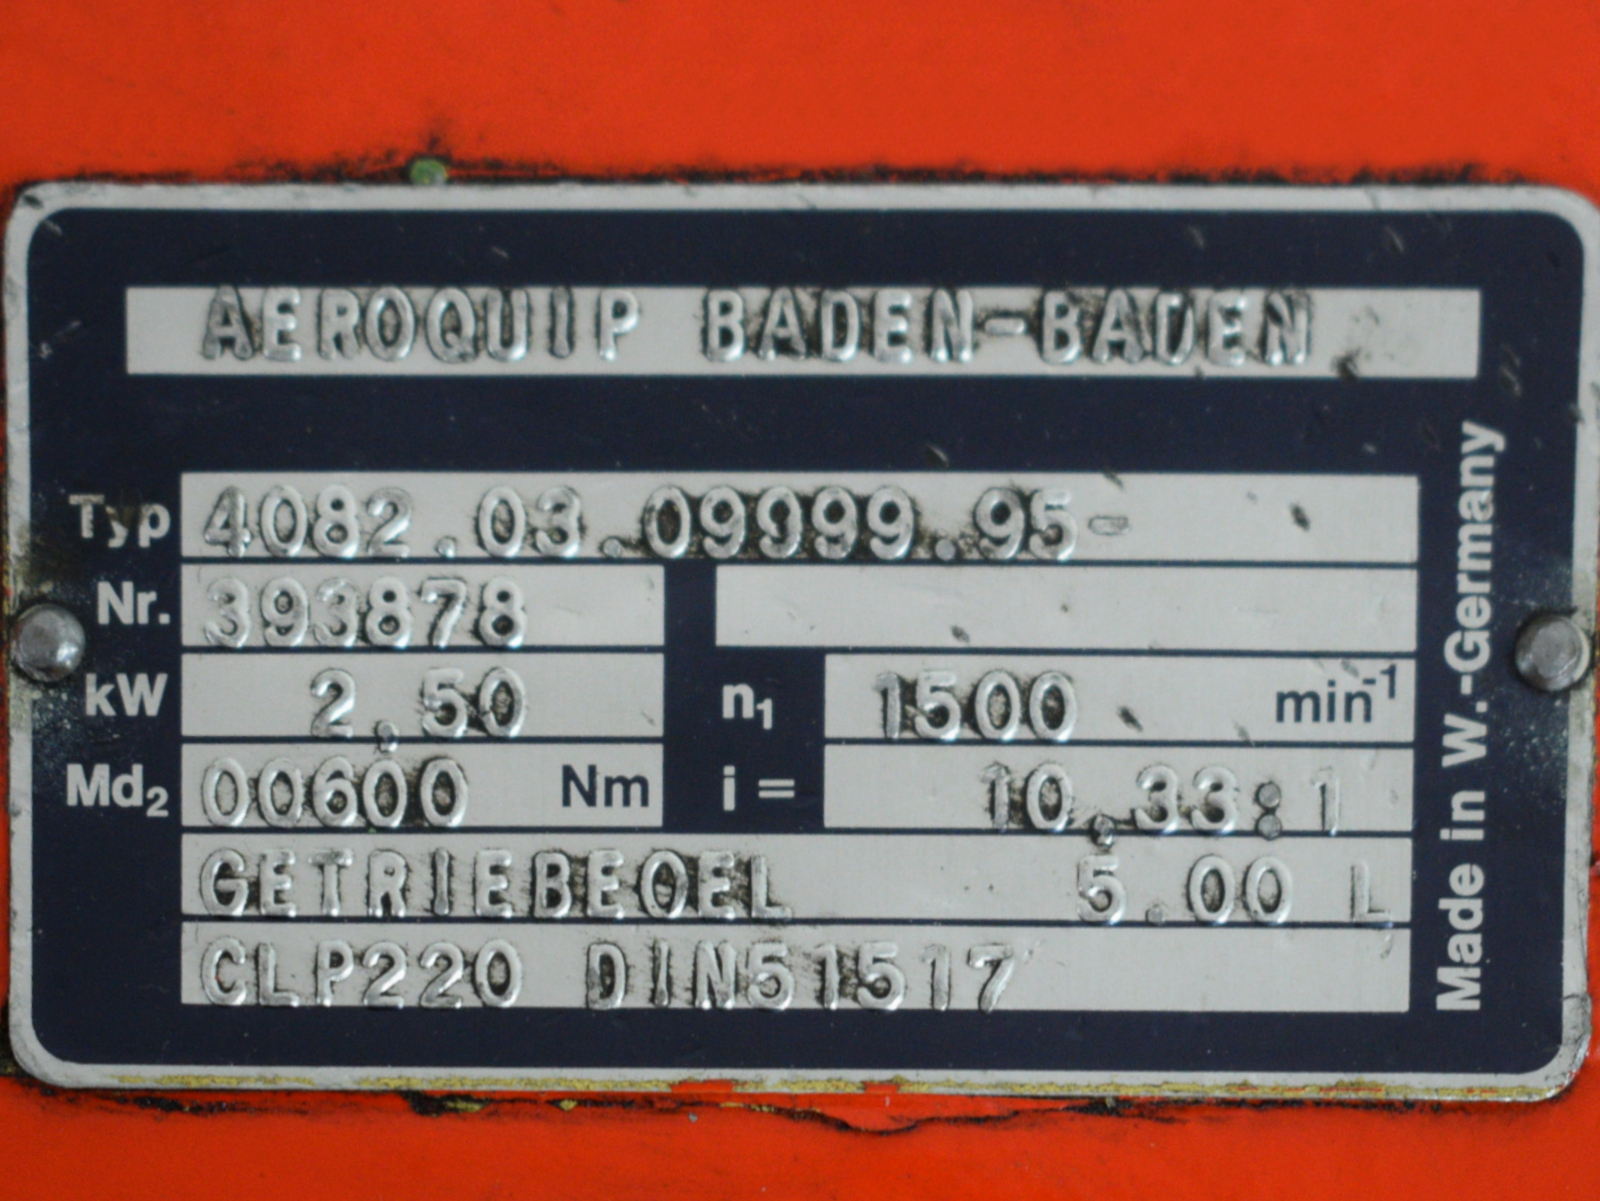 AEROQUIP BADEN-BADEN
Typ 4082.03.09999.95-
Nr. 393878
kW 2,50 n₁ 1500 min⁻¹
Md₂ 00600 Nm i = 10,33:1
GETRIEBEOEL 5.00 L
CLP220 DIN51517
Made in W.-Germany